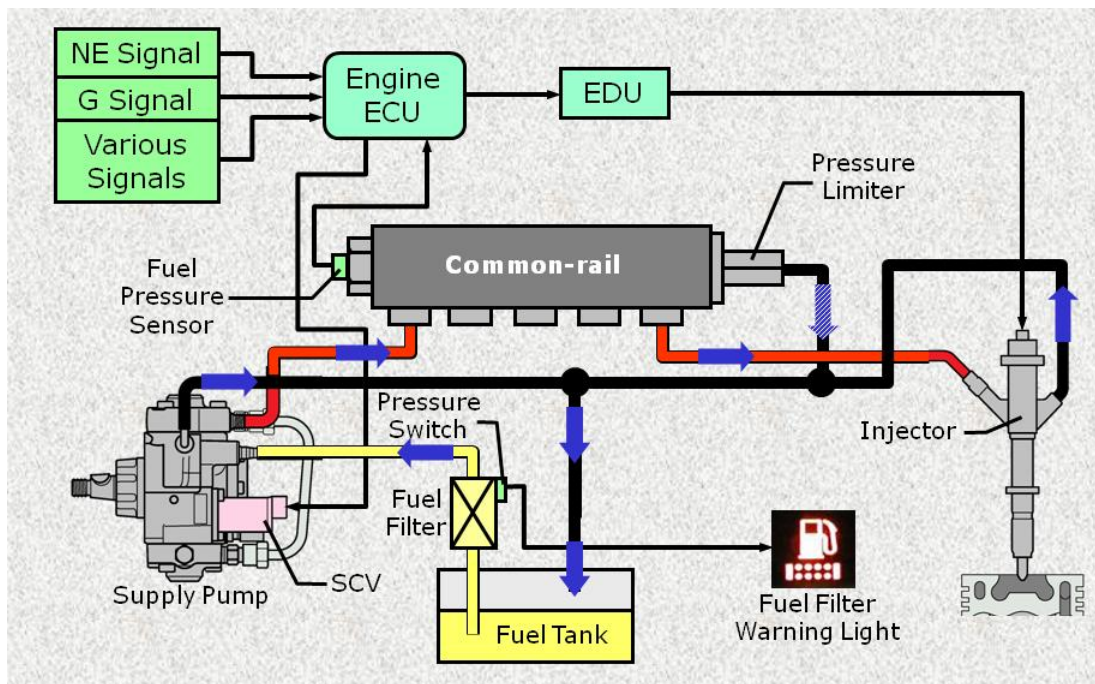 NE Signal
G Signal
Various
Signals
Engine
ECU
EDU
Pressure
Limiter
Common-rail
Fuel
Pressure
Sensor
Pressure
Switch
Injector
Fuel
Filter
SCV
Supply Pump
Fuel Tank
Fuel Filter
Warning Light